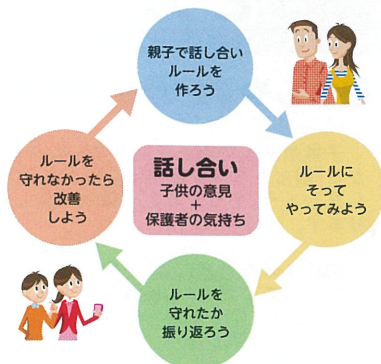 親子で話し合い
ルールを
作ろう
ルールに
そって
やってみよう
ルールを
守れたか
振り返ろう
ルールを
守れなかったら
改善
しよう
話し合い
子供の意見
+
保護者の気持ち